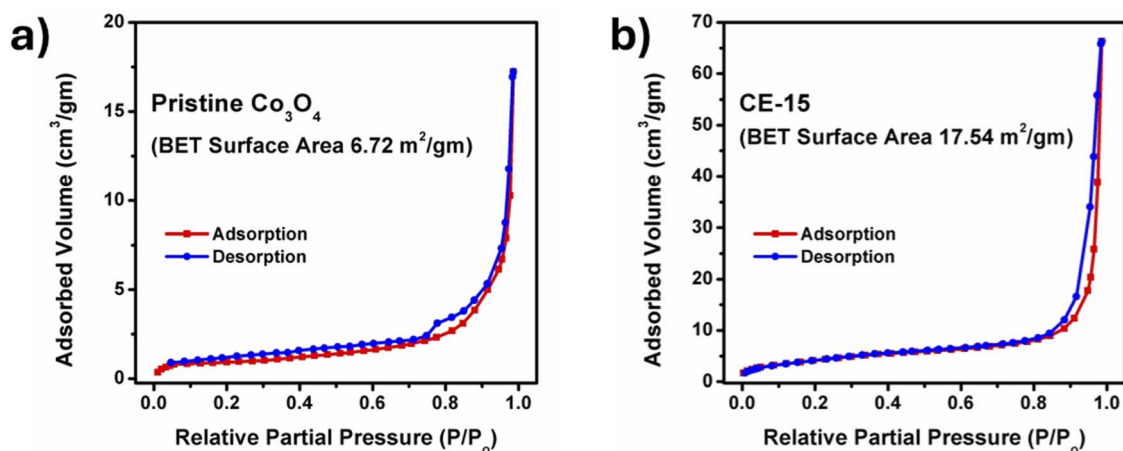 a)
Adsorbed Volume (cm³/gm)
20
15
10
5
0
Pristine Co₃O₄
(BET Surface Area 6.72 m²/gm)
Adsorption
Desorption
0.0 0.2 0.4 0.6 0.8 1.0
Relative Partial Pressure (P/P₀)
b)
Adsorbed Volume (cm³/gm)
70
60
50
40
30
20
10
0
CE-15
(BET Surface Area 17.54 m²/gm)
Adsorption
Desorption
0.0 0.2 0.4 0.6 0.8 1.0
Relative Partial Pressure (P/P₀)